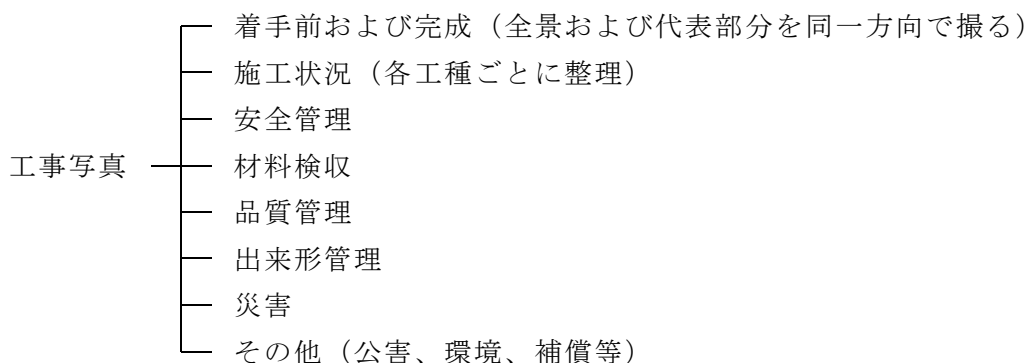 着手前および完成（全景および代表部分を同一方向で撮る）
施工状況（各工種ごとに整理）
安全管理
工事写真
材料検収
品質管理
出来形管理
災害
その他（公害、環境、補償等）